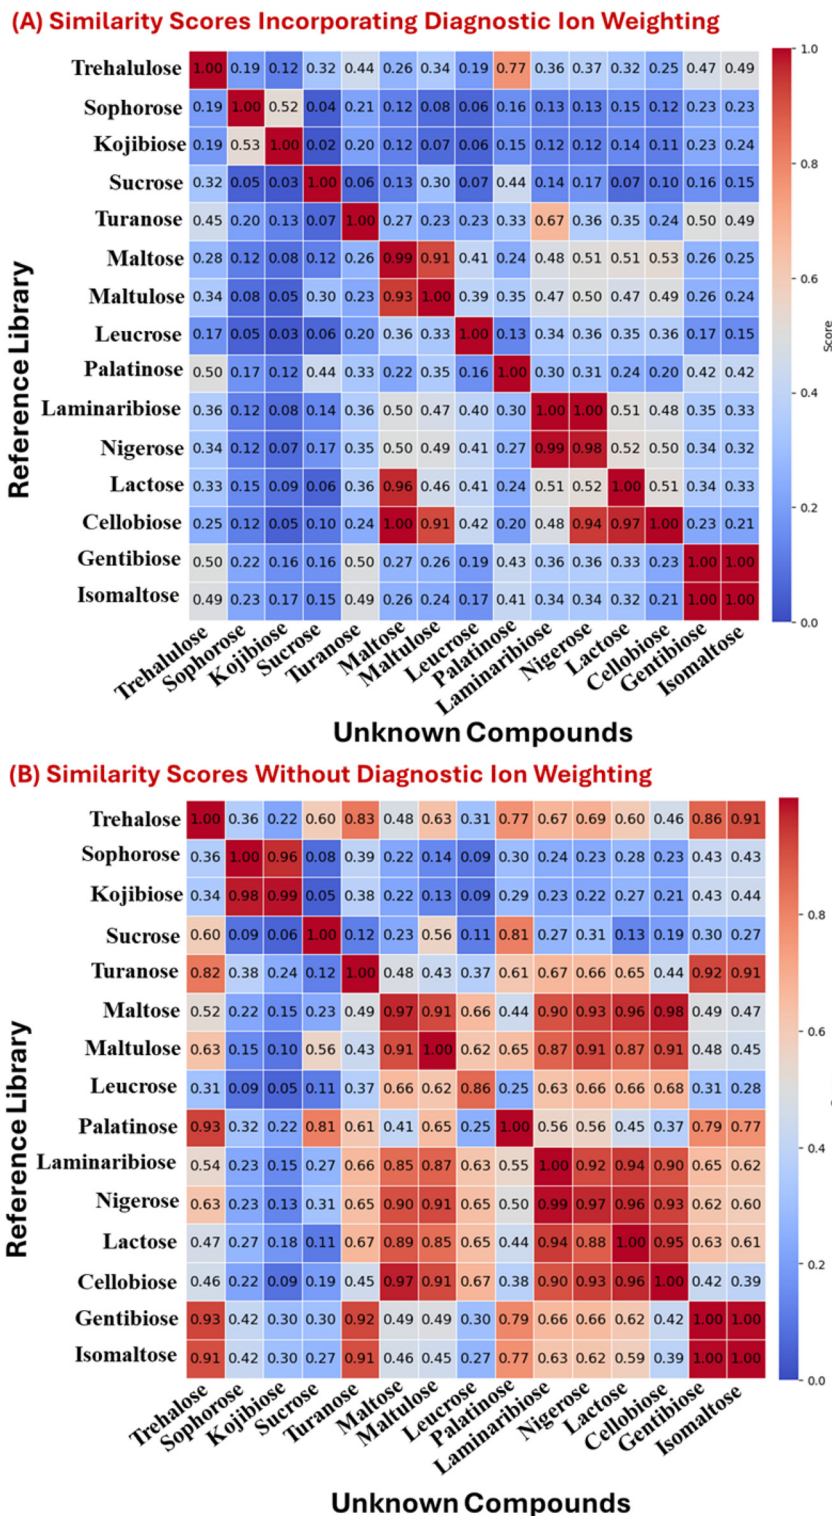 (A) Similarity Scores Incorporating Diagnostic Ion Weighting
Trehalulose 1.00 0.19 0.12 0.32 0.44 0.26 0.34 0.19 0.77 0.36 0.37 0.32 0.25 0.47 0.49
Sophorose 0.19 1.00 0.52 0.04 0.21 0.12 0.08 0.06 0.16 0.13 0.13 0.15 0.12 0.23 0.23
Kojibiose 0.19 0.53 1.00 0.02 0.20 0.12 0.07 0.06 0.15 0.12 0.12 0.14 0.11 0.23 0.24
Sucrose 0.32 0.05 0.03 1.00 0.06 0.13 0.30 0.07 0.44 0.14 0.17 0.07 0.10 0.16 0.15
Turanose 0.45 0.20 0.13 0.07 1.00 0.27 0.23 0.23 0.33 0.67 0.36 0.35 0.24 0.50 0.49
Maltose 0.28 0.12 0.08 0.12 0.26 0.99 0.91 0.41 0.24 0.48 0.51 0.51 0.53 0.26 0.25
Maltulose 0.34 0.08 0.05 0.30 0.23 0.93 1.00 0.39 0.35 0.47 0.50 0.47 0.49 0.26 0.24
Leucrose 0.17 0.05 0.03 0.06 0.20 0.36 0.33 1.00 0.13 0.34 0.36 0.35 0.36 0.17 0.15
Palatinose 0.50 0.17 0.12 0.44 0.33 0.22 0.35 0.16 1.00 0.30 0.31 0.24 0.20 0.42 0.42
Laminaribiose 0.36 0.12 0.08 0.14 0.36 0.50 0.47 0.40 0.30 1.00 1.00 0.51 0.48 0.35 0.33
Nigerose 0.34 0.12 0.07 0.17 0.35 0.50 0.49 0.41 0.27 0.99 0.98 0.52 0.50 0.34 0.32
Lactose 0.33 0.15 0.09 0.06 0.36 0.96 0.46 0.41 0.24 0.51 0.52 1.00 0.51 0.34 0.33
Cellobiose 0.25 0.12 0.05 0.10 0.24 1.00 0.91 0.42 0.20 0.48 0.94 0.97 1.00 0.23 0.21
Gentibiose 0.50 0.22 0.16 0.16 0.50 0.27 0.26 0.19 0.43 0.36 0.36 0.33 0.23 1.00 1.00
Isomaltose 0.49 0.23 0.17 0.15 0.49 0.26 0.24 0.17 0.41 0.34 0.34 0.32 0.21 1.00 1.00
Trehalulose Sophorose Kojibiose Sucrose Turanose Maltose Maltulose Leucrose Palatinose Laminaribiose Nigerose Lactose Cellobiose Gentibiose Isomaltose
Reference Library
Unknown Compounds
1.0
0.8
0.6
0.4
0.2
0.0
Score
(B) Similarity Scores Without Diagnostic Ion Weighting
Trehalose 1.00 0.36 0.22 0.60 0.83 0.48 0.63 0.31 0.77 0.67 0.69 0.60 0.46 0.86 0.91
Sophorose 0.36 1.00 0.96 0.08 0.39 0.22 0.14 0.09 0.30 0.24 0.23 0.28 0.23 0.43 0.43
Kojibiose 0.34 0.98 0.99 0.05 0.38 0.22 0.13 0.09 0.29 0.23 0.22 0.27 0.21 0.43 0.44
Sucrose 0.60 0.09 0.06 1.00 0.12 0.23 0.56 0.11 0.81 0.27 0.31 0.13 0.19 0.30 0.27
Turanose 0.82 0.38 0.24 0.12 1.00 0.48 0.43 0.37 0.61 0.67 0.66 0.65 0.44 0.92 0.91
Maltose 0.52 0.22 0.15 0.23 0.49 0.97 0.91 0.66 0.44 0.90 0.93 0.96 0.98 0.49 0.47
Maltulose 0.63 0.15 0.10 0.56 0.43 0.91 1.00 0.62 0.65 0.87 0.91 0.87 0.91 0.48 0.45
Leucrose 0.31 0.09 0.05 0.11 0.37 0.66 0.62 0.86 0.25 0.63 0.66 0.66 0.68 0.31 0.28
Palatinose 0.93 0.32 0.22 0.81 0.61 0.41 0.65 0.25 1.00 0.56 0.56 0.45 0.37 0.79 0.77
Laminaribiose 0.54 0.23 0.15 0.27 0.66 0.85 0.87 0.63 0.55 1.00 0.92 0.94 0.90 0.65 0.62
Nigerose 0.63 0.23 0.13 0.31 0.65 0.90 0.91 0.65 0.50 0.99 0.97 0.96 0.93 0.62 0.60
Lactose 0.47 0.27 0.18 0.11 0.67 0.89 0.85 0.65 0.44 0.94 0.88 1.00 0.95 0.63 0.61
Cellobiose 0.46 0.22 0.09 0.19 0.45 0.97 0.91 0.67 0.38 0.90 0.93 0.96 1.00 0.42 0.39
Gentibiose 0.93 0.42 0.30 0.30 0.92 0.49 0.49 0.30 0.79 0.66 0.66 0.62 0.42 1.00 1.00
Isomaltose 0.91 0.42 0.30 0.27 0.91 0.46 0.45 0.27 0.77 0.63 0.62 0.59 0.39 1.00 1.00
Trehalose Sophorose Kojibiose Sucrose Turanose Maltose Maltulose Leucrose Palatinose Laminaribiose Nigerose Lactose Cellobiose Gentibiose Isomaltose
Reference Library
Unknown Compounds
0.8
0.6
0.4
0.2
0.0